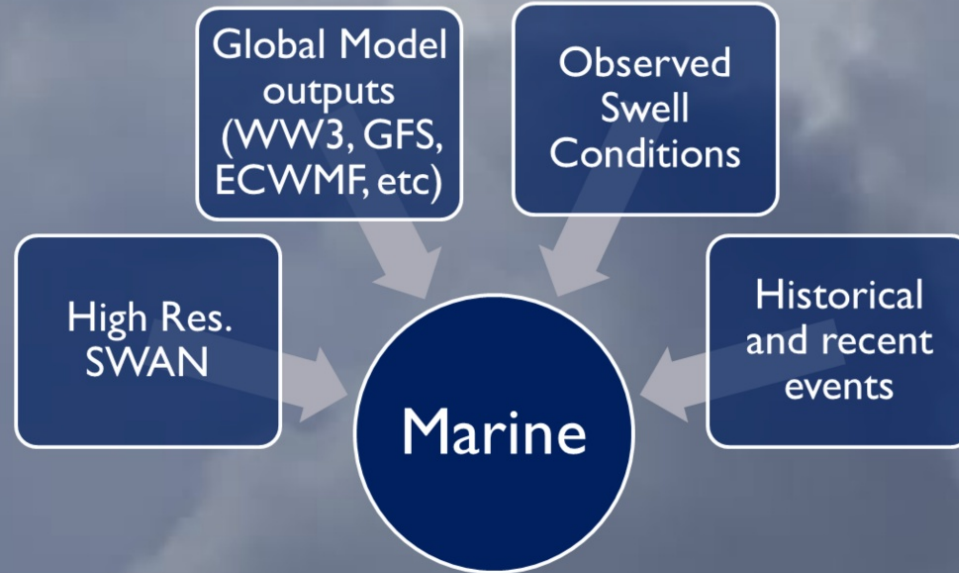 Global Model
outputs
(WW3, GFS,
ECWMF, etc)
Observed
Swell
Conditions
High Res.
SWAN
Historical
and recent
events
Marine